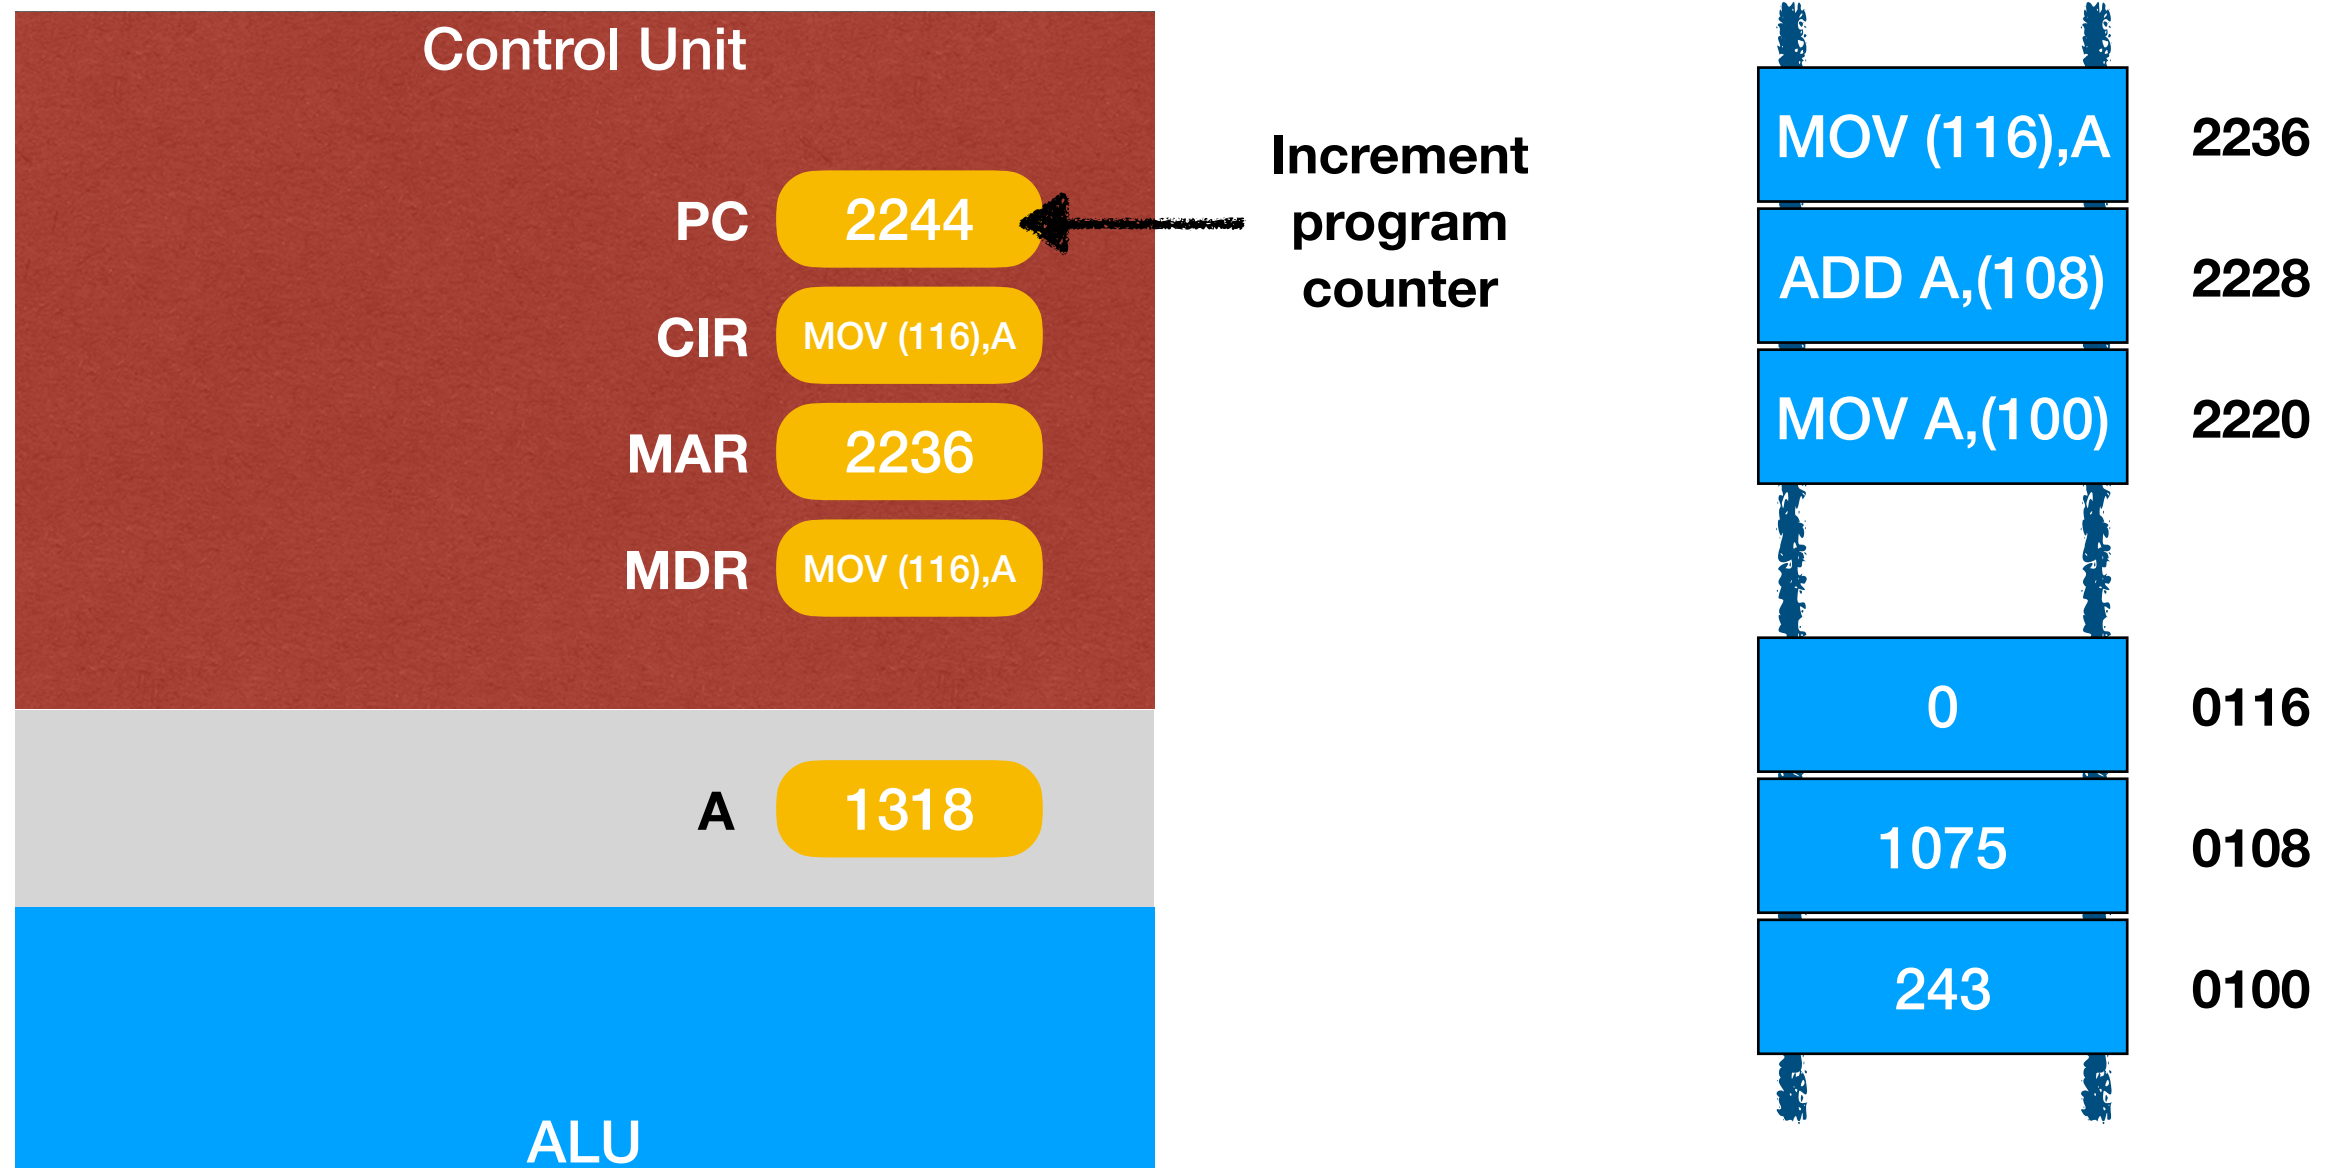 Control Unit
PC 2244
CIR MOV (116),A
MAR 2236
MDR MOV (116),A
A 1318
ALU
Increment
program
counter
MOV (116),A 2236
ADD A,(108) 2228
MOV A,(100) 2220
0 0116
1075 0108
243 0100